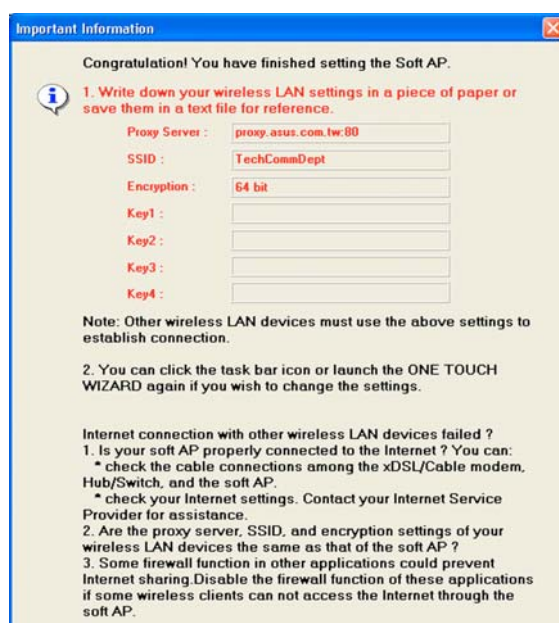 Important Information
Congratulation! You have finished setting the Soft AP.
1. Write down your wireless LAN settings in a piece of paper or
save them in a text file for reference.
Proxy Server : proxy.asus.com.tw:80
SSID : TechCommDept
Encryption : 64 bit
Key1 :
Key2 :
Key3 :
Key4 :
Note: Other wireless LAN devices must use the above settings to
establish connection.
2. You can click the task bar icon or launch the ONE TOUCH
WIZARD again if you wish to change the settings.
Internet connection with other wireless LAN devices failed ?
1. Is your soft AP properly connected to the Internet ? You can:
* check the cable connections among the xDSL/Cable modem,
Hub/Switch, and the soft AP.
* check your Internet settings. Contact your Internet Service
Provider for assistance.
2. Are the proxy server, SSID, and encryption settings of your
wireless LAN devices the same as that of the soft AP ?
3. Some firewall function in other applications could prevent
Internet sharing.Disable the firewall function of these applications
if some wireless clients can not access the Internet through the
soft AP.